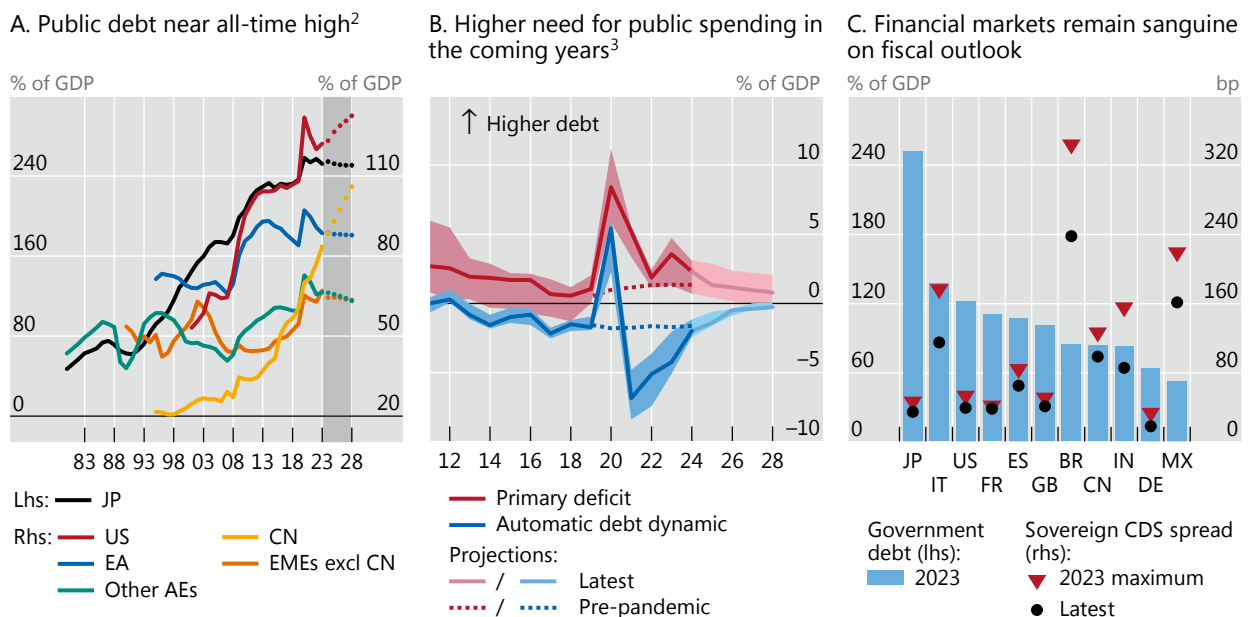 A. Public debt near all-time high²
% of GDP % of GDP
240 110
160 80
80 50
0 20
83 88 93 98 03 08 13 18 23 28
Lhs: JP
Rhs: US CN
EA EMEs excl CN
Other AEs
B. Higher need for public spending in
the coming years³
% of GDP
↑ Higher debt
10
5
0
−5
−10
12 14 16 18 20 22 24 26 28
Primary deficit
Automatic debt dynamic
Projections:
/ Latest
/ Pre-pandemic
C. Financial markets remain sanguine
on fiscal outlook
% of GDP bp
240 320
180 240
120 160
60 80
0 0
JP US ES BR IN MX
IT FR GB CN DE
Government Sovereign CDS spread
debt (lhs): (rhs):
2023 2023 maximum
Latest